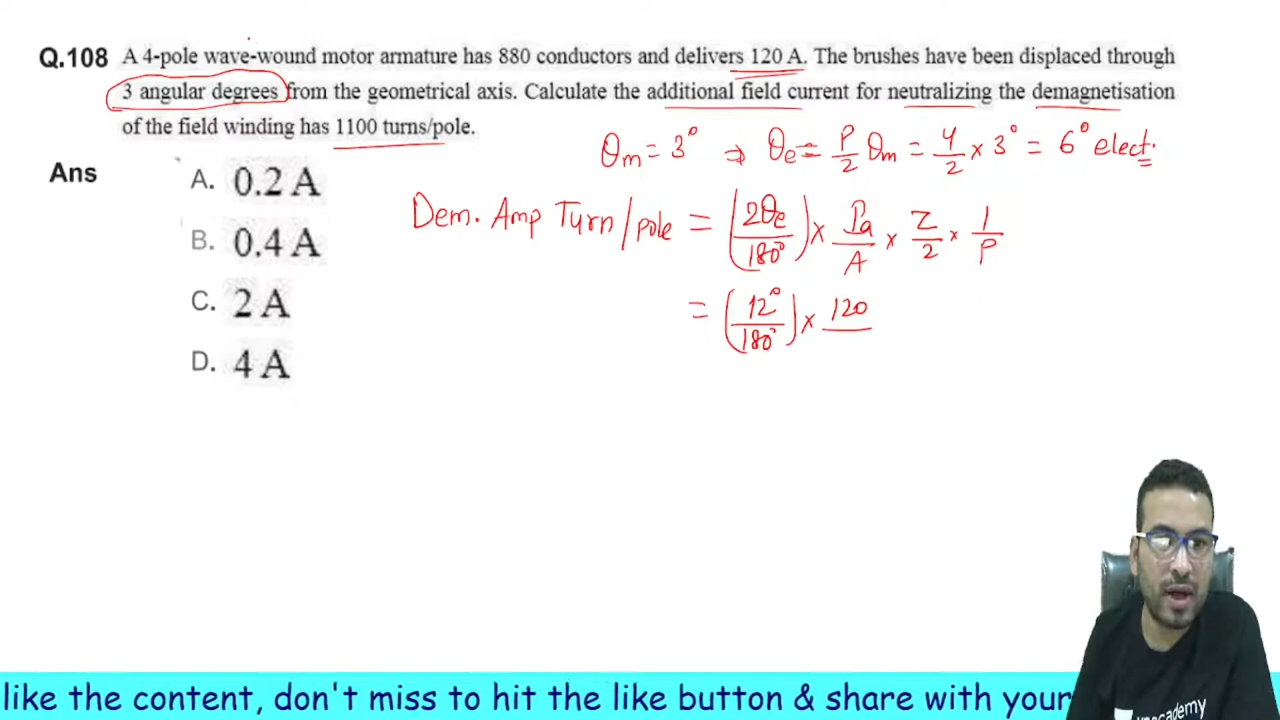 Q.108 A 4-pole wave-wound motor armature has 880 conductors and delivers 120 A. The brushes have been displaced through
3 angular degrees from the geometrical axis. Calculate the additional field current for neutralizing the demagnetisation
of the field winding has 1100 turns/pole.
θm = 3° ⇒ θe = P/2 θm = 4/2 × 3° = 6° elect.
Ans
A. 0.2 A
B. 0.4 A
C. 2 A
D. 4 A
Dem. Amp Turn/pole = (2θe/180°) × Ia/A × Z/2 × 1/P
= (12°/180°) × 120
like the content, don't miss to hit the like button & share with your